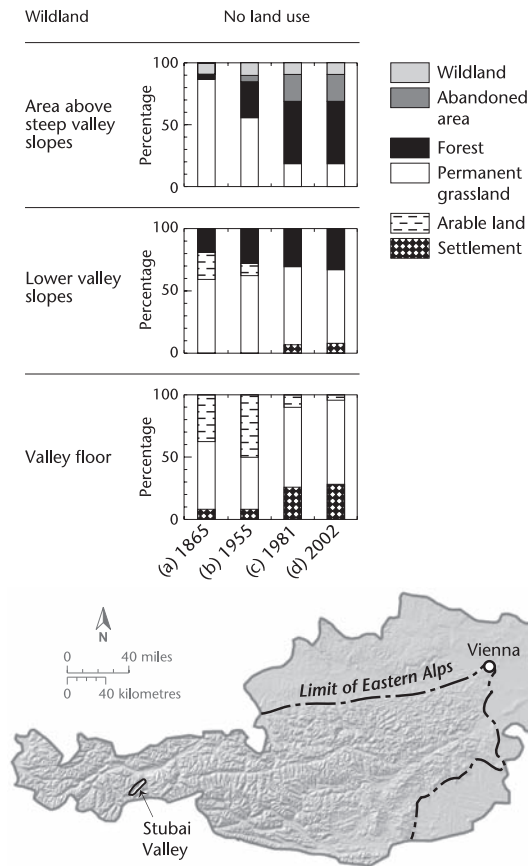 Wildland
No land use
Area above
steep valley
slopes
Percentage
100
50
0
Wildland
Abandoned
area
Forest
Permanent
grassland
Arable land
Settlement
Lower valley
slopes
Percentage
100
50
0
Valley floor
Percentage
100
50
0
(a) 1865
(b) 1955
(c) 1981
(d) 2002
N
0 40 miles
0 40 kilometres
Vienna
Limit of Eastern Alps
Stubai
Valley